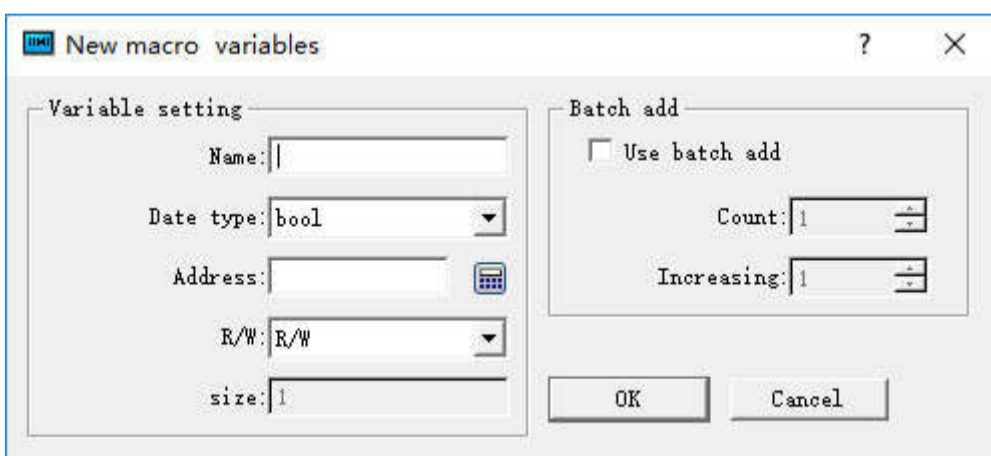 New macro variables ?
Variable setting
Name:
Date type: bool
Address:
R/W: R/W
size: 1
Batch add
Use batch add
Count: 1
Increasing: 1
OK
Cancel